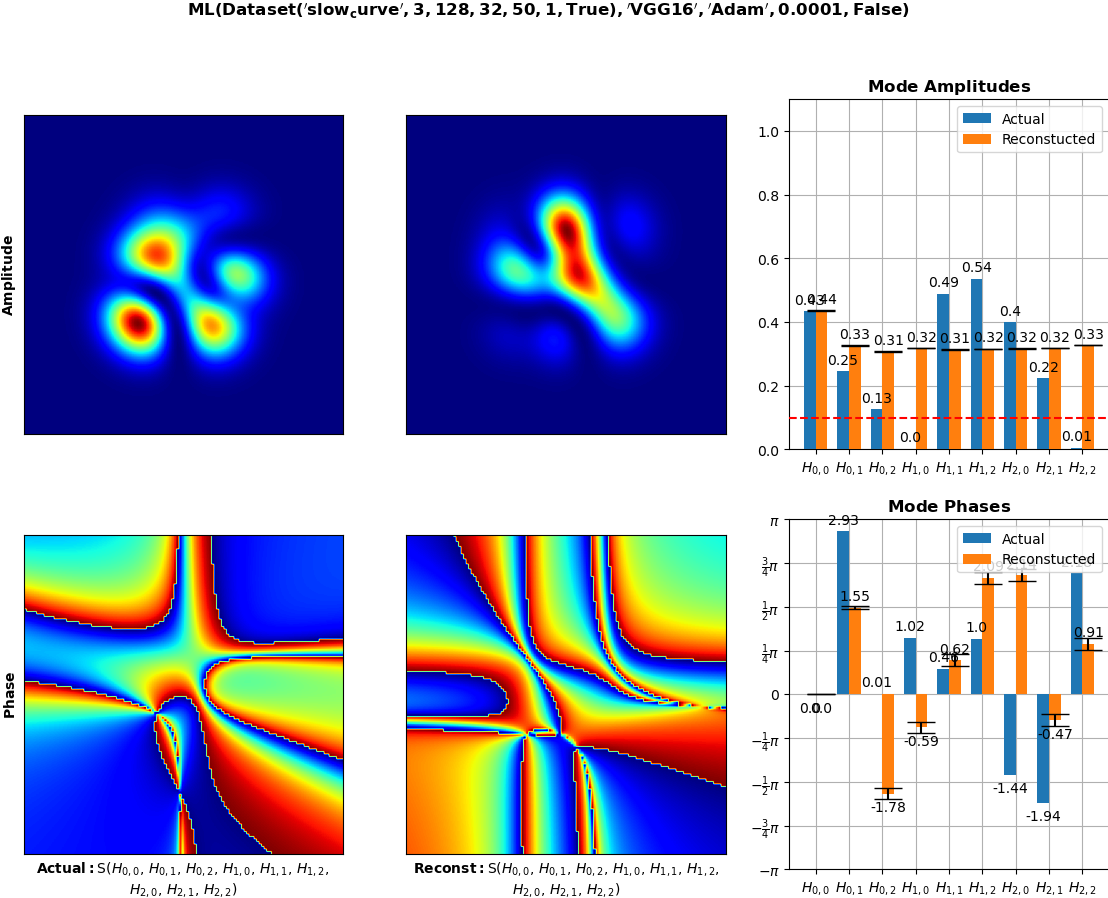 ML(Dataset('slow_curve', 3, 128, 32, 50, 1, True), 'VGG16', 'Adam', 0.0001, False)
Amplitude
Mode Amplitudes
Actual
Reconstucted
1.0
0.8
0.6
0.4
0.2
0.0
0.43 0.44
0.25 0.33
0.13 0.31
0.0 0.32
0.49 0.31
0.54 0.32
0.4 0.32
0.22 0.32
0.01 0.33
H0,0 H0,1 H0,2 H1,0 H1,1 H1,2 H2,0 H2,1 H2,2
Phase
Mode Phases
Actual
Reconstucted
π
3/4π
1/2π
1/4π
0
−1/4π
−1/2π
−3/4π
−π
0.0 0.0
2.93 1.55
0.01 -1.78
1.02 -0.59
0.46 0.62
1.0 2.09
-1.44
-1.94 -0.47
0.91
H0,0 H0,1 H0,2 H1,0 H1,1 H1,2 H2,0 H2,1 H2,2
Actual: S(H0,0, H0,1, H0,2, H1,0, H1,1, H1,2,
H2,0, H2,1, H2,2)
Reconst: S(H0,0, H0,1, H0,2, H1,0, H1,1, H1,2,
H2,0, H2,1, H2,2)